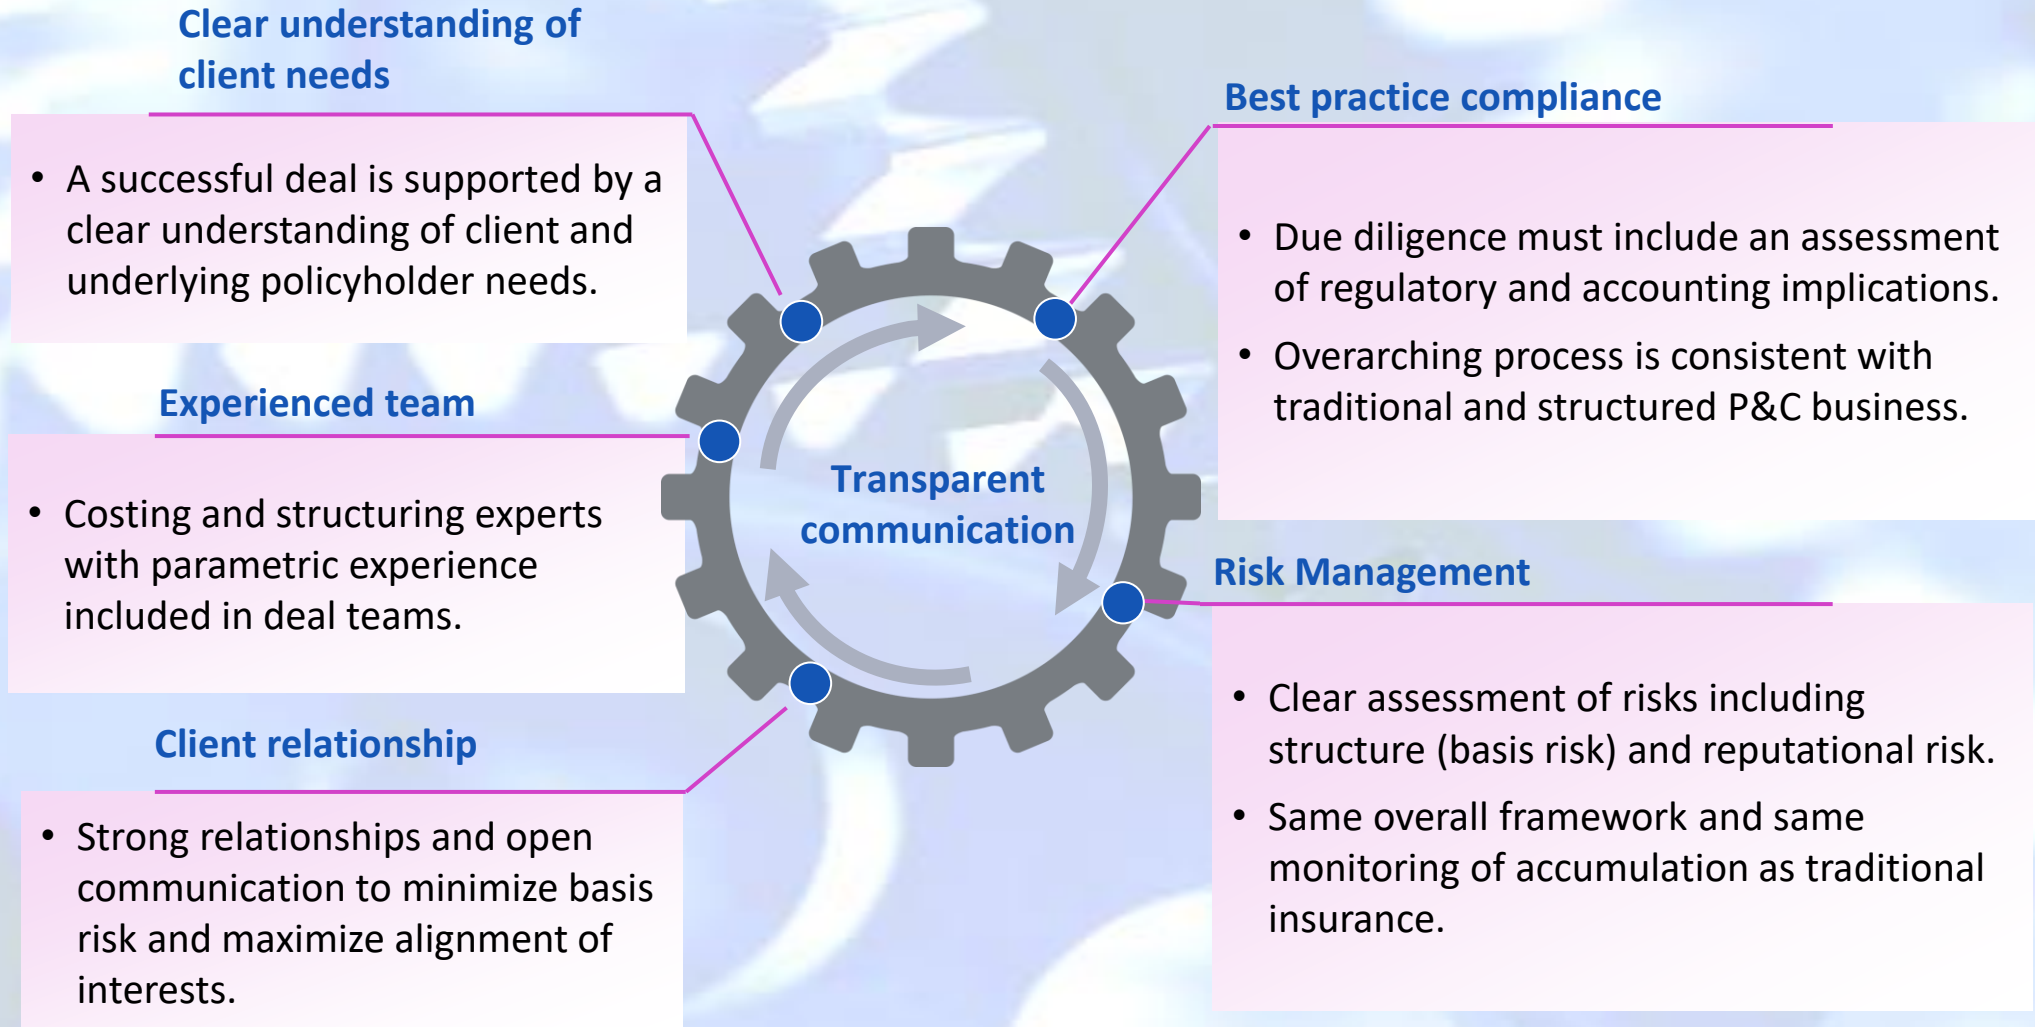 Clear understanding of
client needs
• A successful deal is supported by a
clear understanding of client and
underlying policyholder needs.
Experienced team
• Costing and structuring experts
with parametric experience
included in deal teams.
Client relationship
• Strong relationships and open
communication to minimize basis
risk and maximize alignment of
interests.
Transparent
communication
Best practice compliance
• Due diligence must include an assessment
of regulatory and accounting implications.
• Overarching process is consistent with
traditional and structured P&C business.
Risk Management
• Clear assessment of risks including
structure (basis risk) and reputational risk.
• Same overall framework and same
monitoring of accumulation as traditional
insurance.